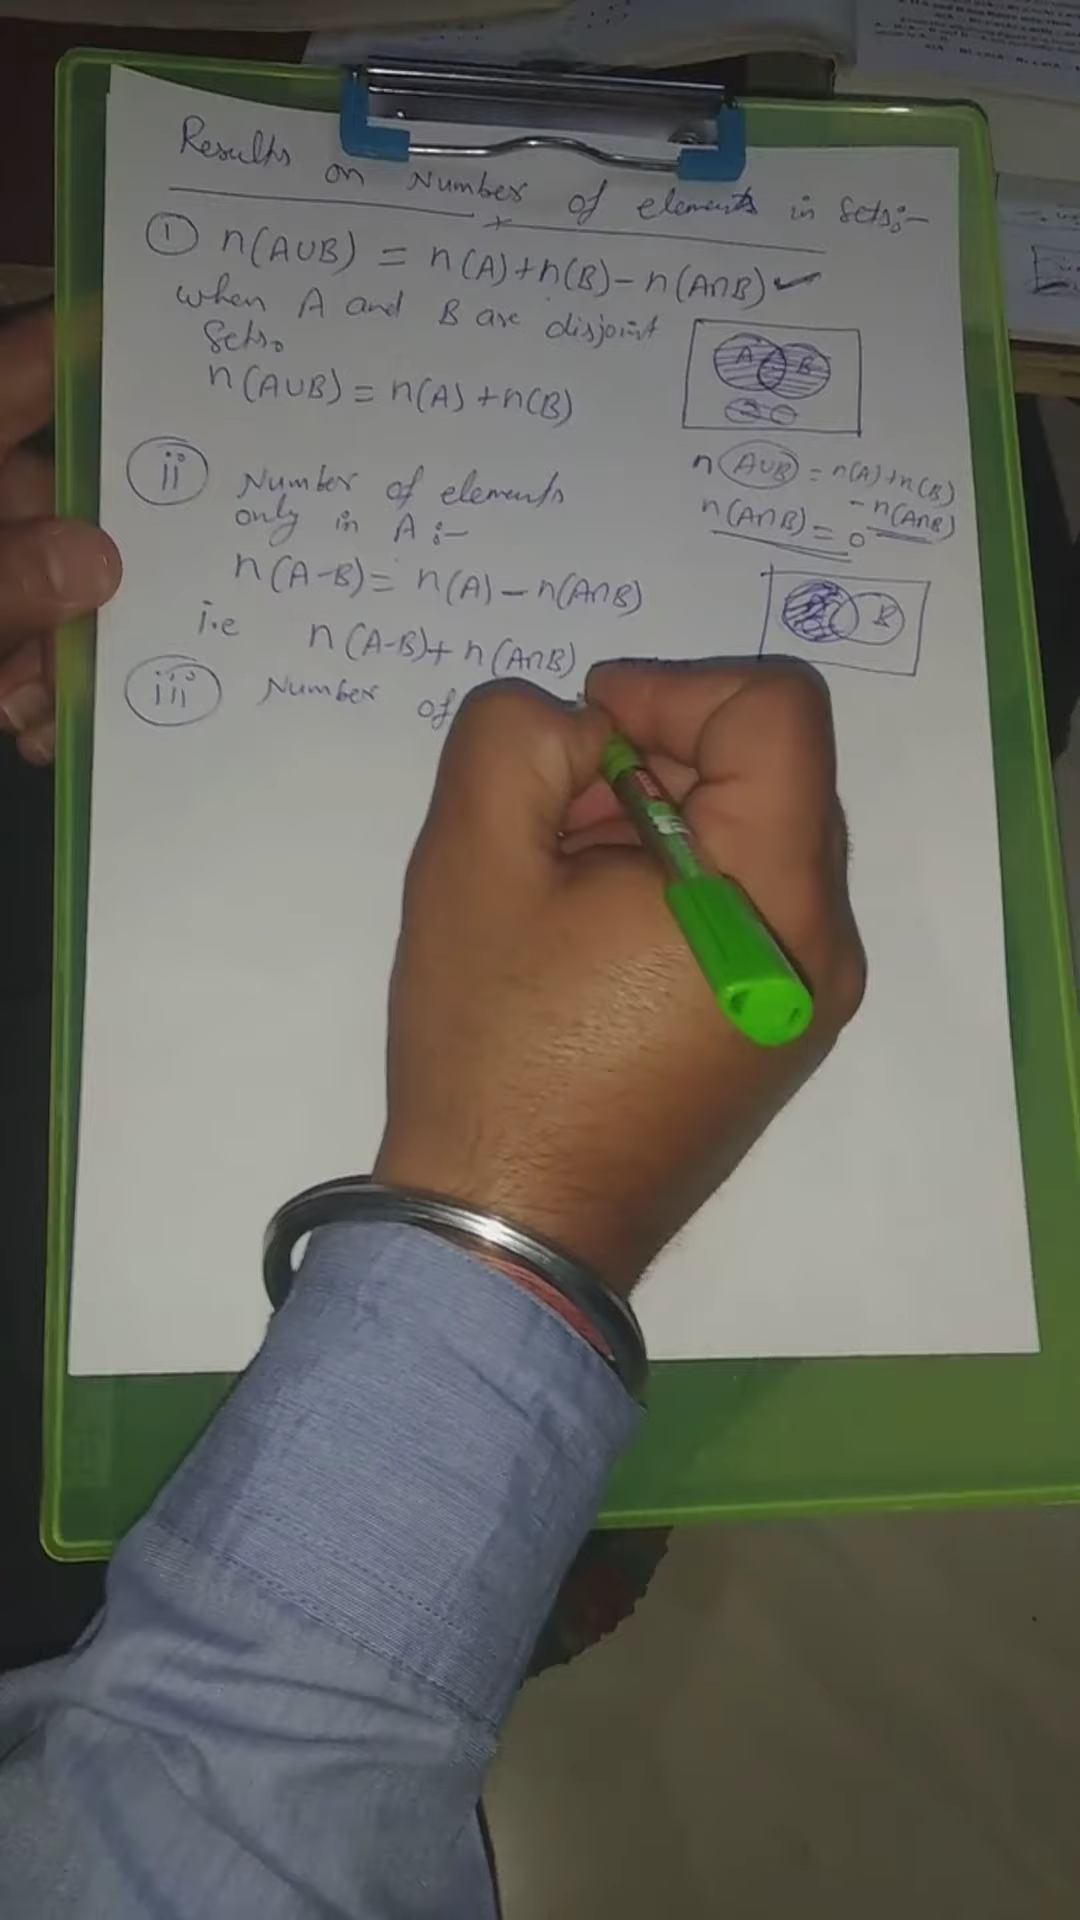 Results on Number of elements in Sets:-
① n(A∪B) = n(A)+n(B)-n(A∩B) ✓
when A and B are disjoint
Sets.
n(A∪B) = n(A)+n(B)
A B
n(A∪B) = n(A)+n(B)
-n(A∩B)
n(A∩B) = 0
ii Number of elements
only in A :-
n(A-B) = n(A)-n(A∩B)
i.e n(A-B)+n(A∩B)
B
iii Number of